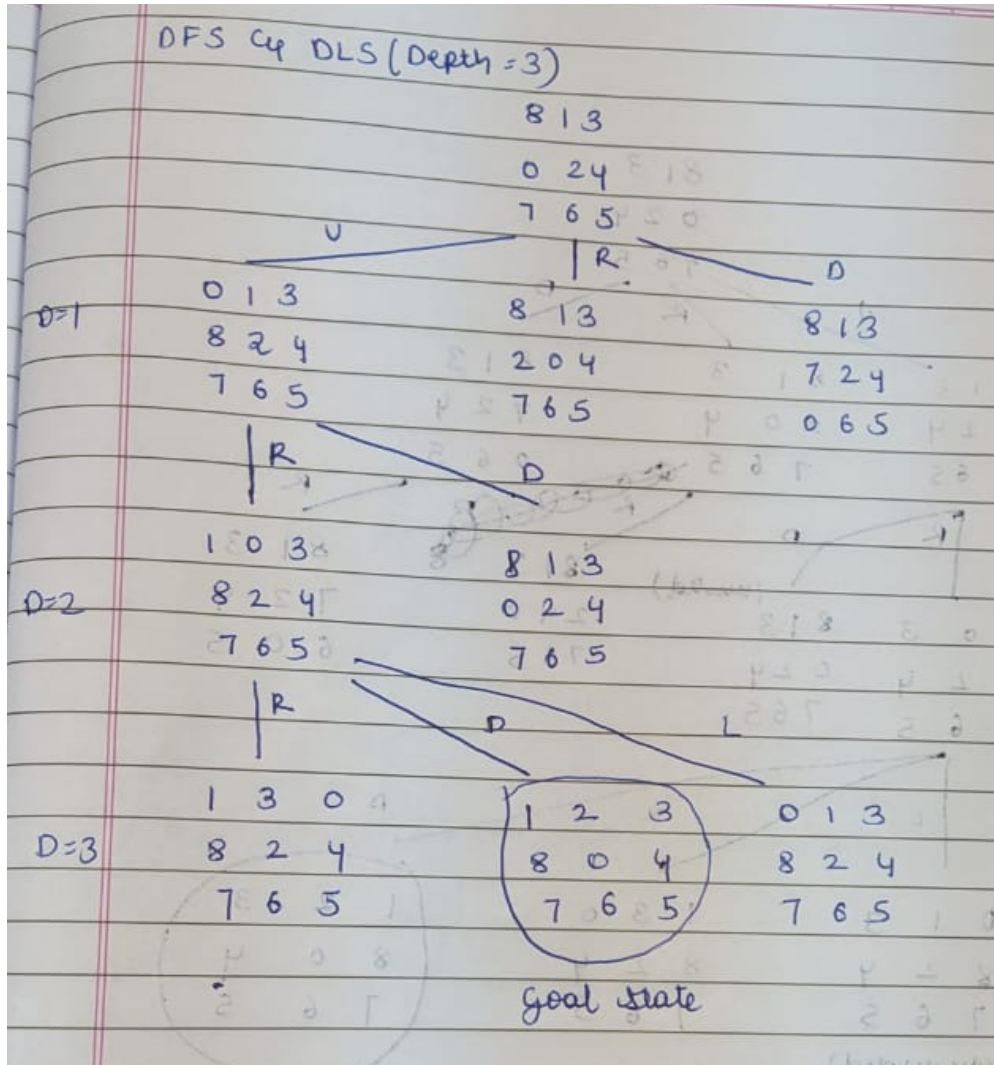 DFS Cy DLS (Depth = 3)
8 1 3
0 2 4
7 6 5
U R D
D=1
0 1 3 8 1 3 8 1 3
8 2 4 2 0 4 7 2 4
7 6 5 7 6 5 0 6 5
R D
1 0 3 8 1 3
D=2 8 2 4 0 2 4
7 6 5 7 6 5
R D L
1 3 0 1 2 3 0 1 3
D=3 8 2 4 8 0 4 8 2 4
7 6 5 7 6 5 7 6 5
Goal state